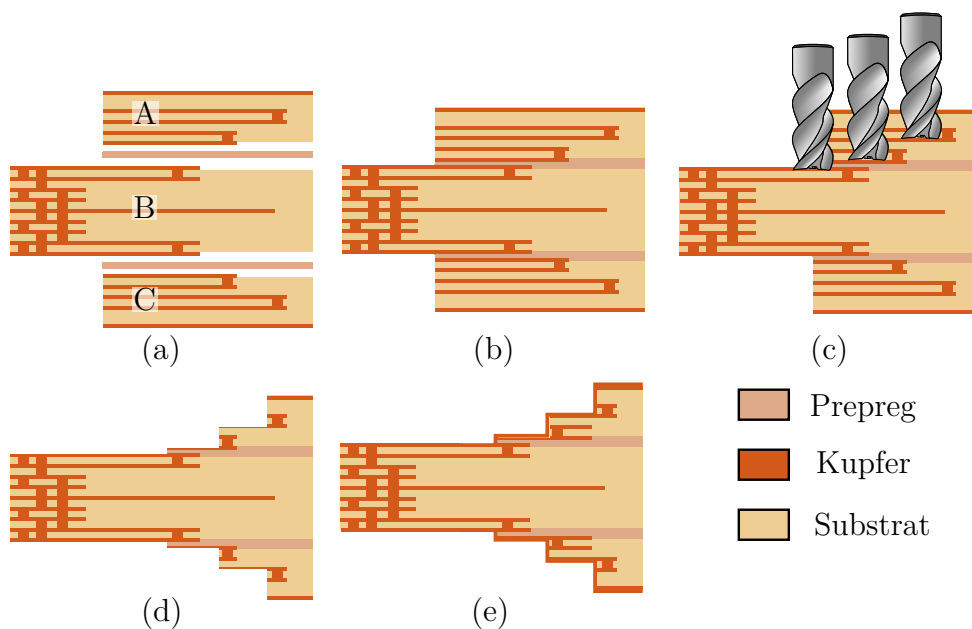 A
B
C
(a)
(b)
(c)
(d)
(e)
Prepreg
Kupfer
Substrat